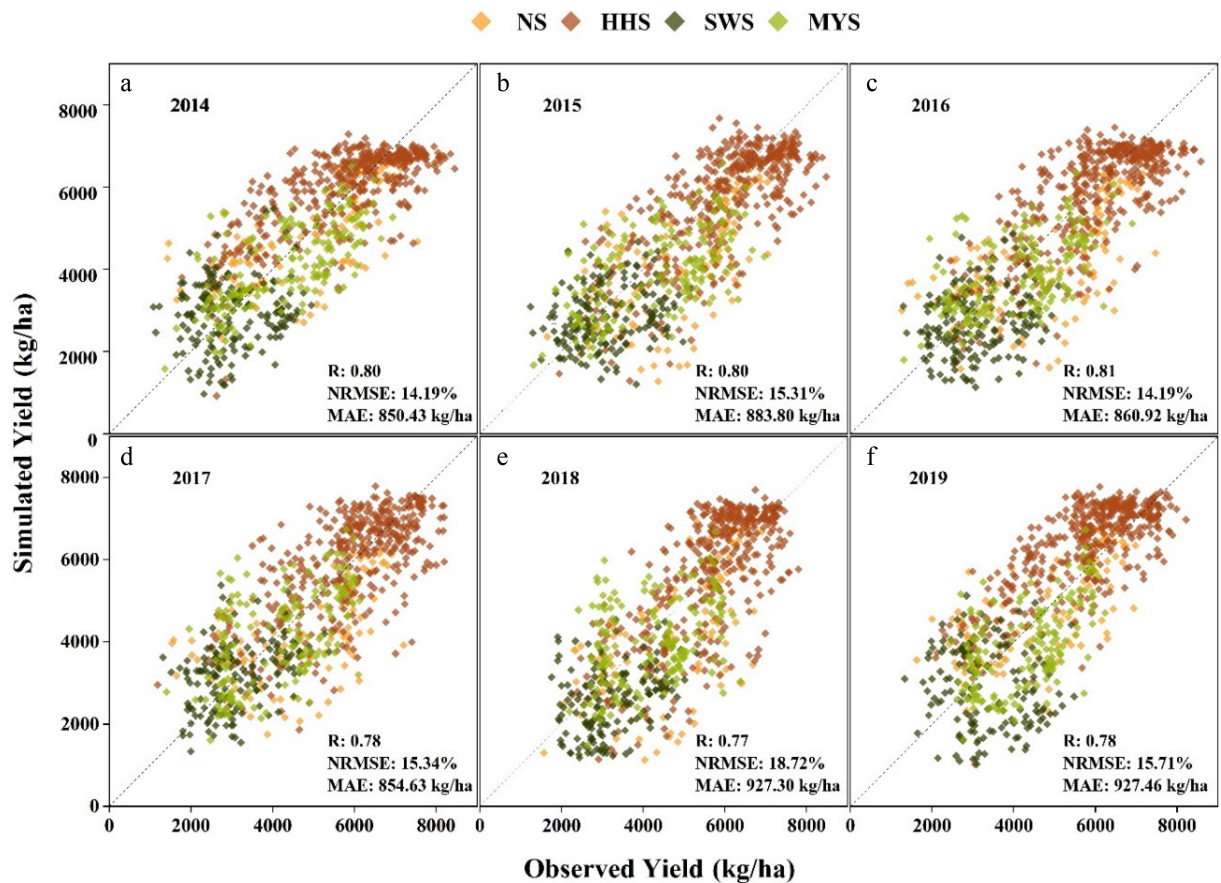 NS HHS SWS MYS
a
2014
R: 0.80
NRMSE: 14.19%
MAE: 850.43 kg/ha
b
2015
R: 0.80
NRMSE: 15.31%
MAE: 883.80 kg/ha
c
2016
R: 0.81
NRMSE: 14.19%
MAE: 860.92 kg/ha
8000
6000
4000
2000
0
0
d
2017
R: 0.78
NRMSE: 15.34%
MAE: 854.63 kg/ha
e
2018
R: 0.77
NRMSE: 18.72%
MAE: 927.30 kg/ha
f
2019
R: 0.78
NRMSE: 15.71%
MAE: 927.46 kg/ha
8000
6000
4000
2000
0
0 2000 4000 6000 8000 0 2000 4000 6000 8000 0 2000 4000 6000 8000
Simulated Yield (kg/ha)
Observed Yield (kg/ha)